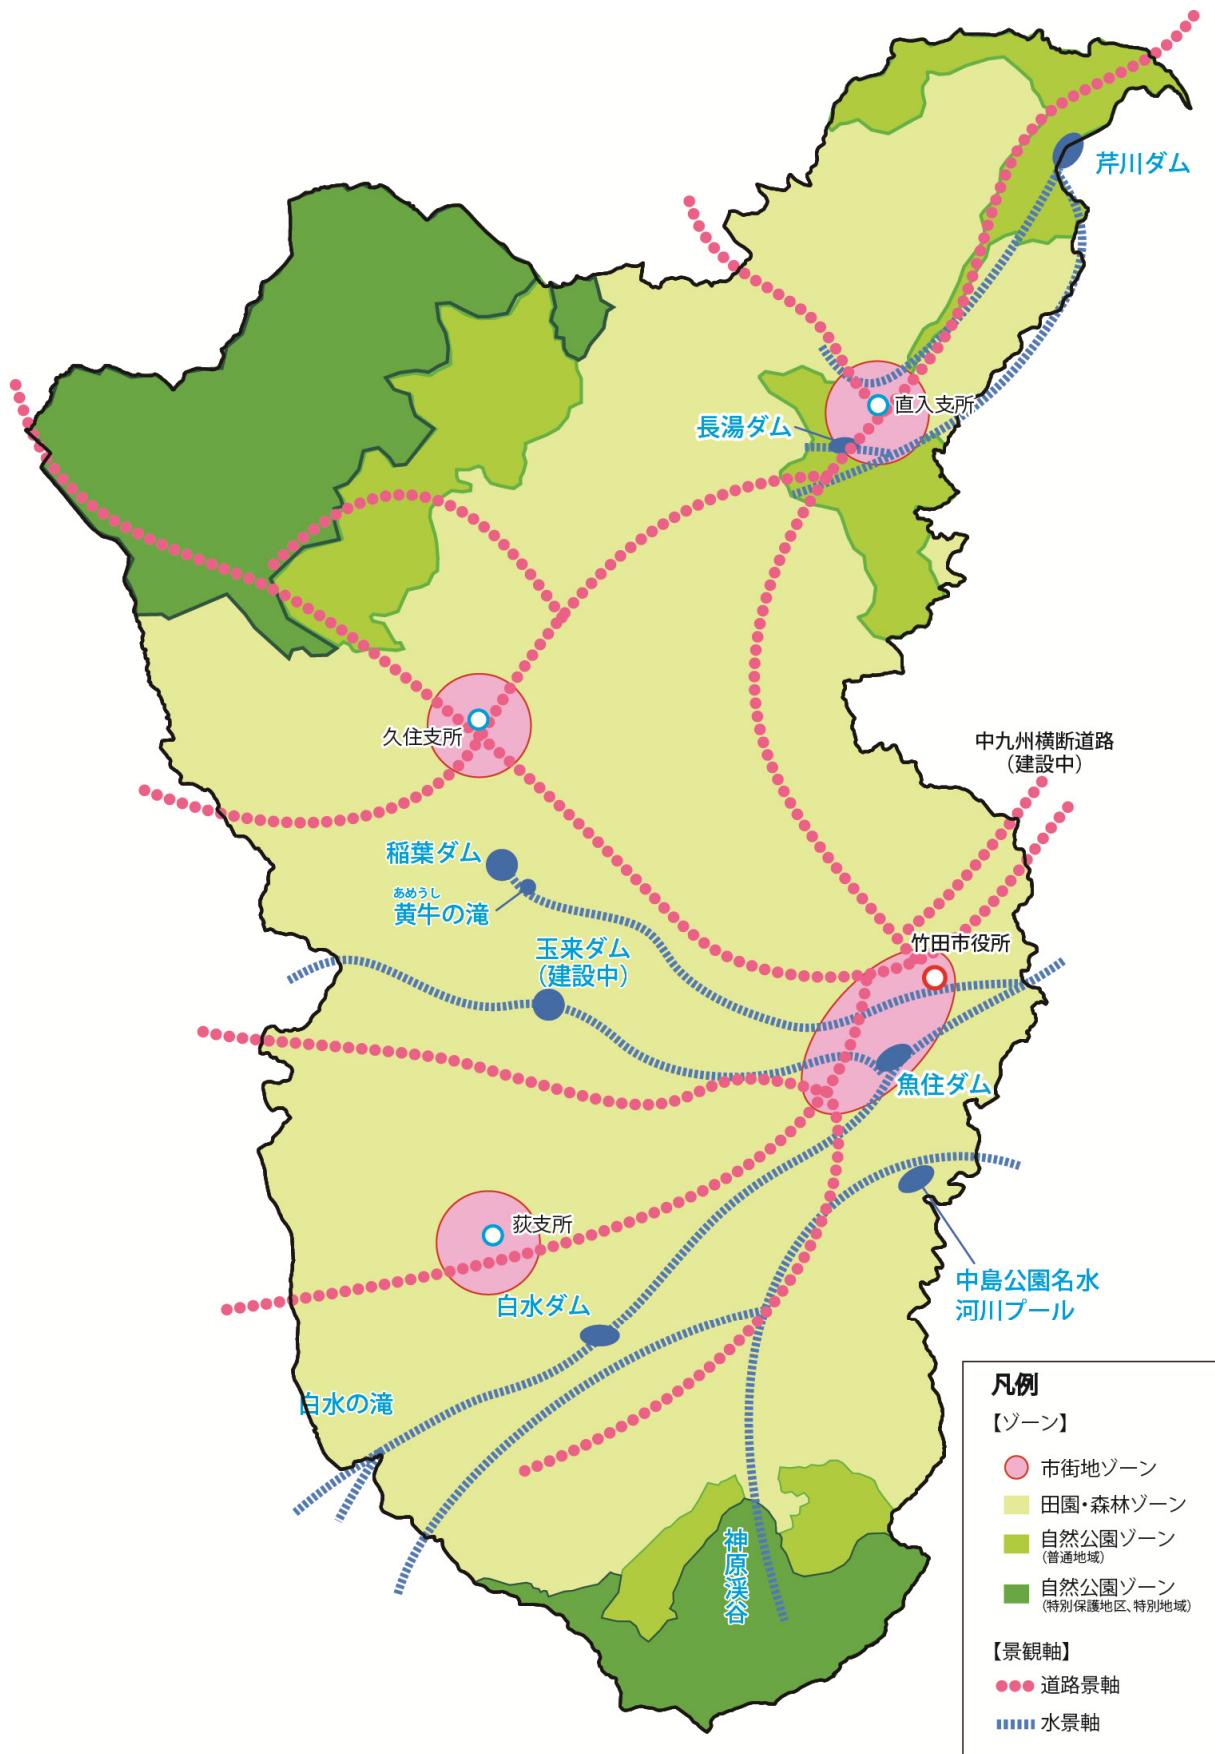 芹川ダム
直入支所
長湯ダム
久住支所
中九州横断道路
（建設中）
稲葉ダム
あめうし
黄牛の滝
玉来ダム
（建設中）
竹田市役所
魚住ダム
荻支所
中島公園名水
河川プール
白水ダム
白水の滝
神原渓谷
凡例
【ゾーン】
市街地ゾーン
田園・森林ゾーン
自然公園ゾーン
（普通地域）
自然公園ゾーン
（特別保護地区、特別地域）
【景観軸】
道路景軸
水景軸